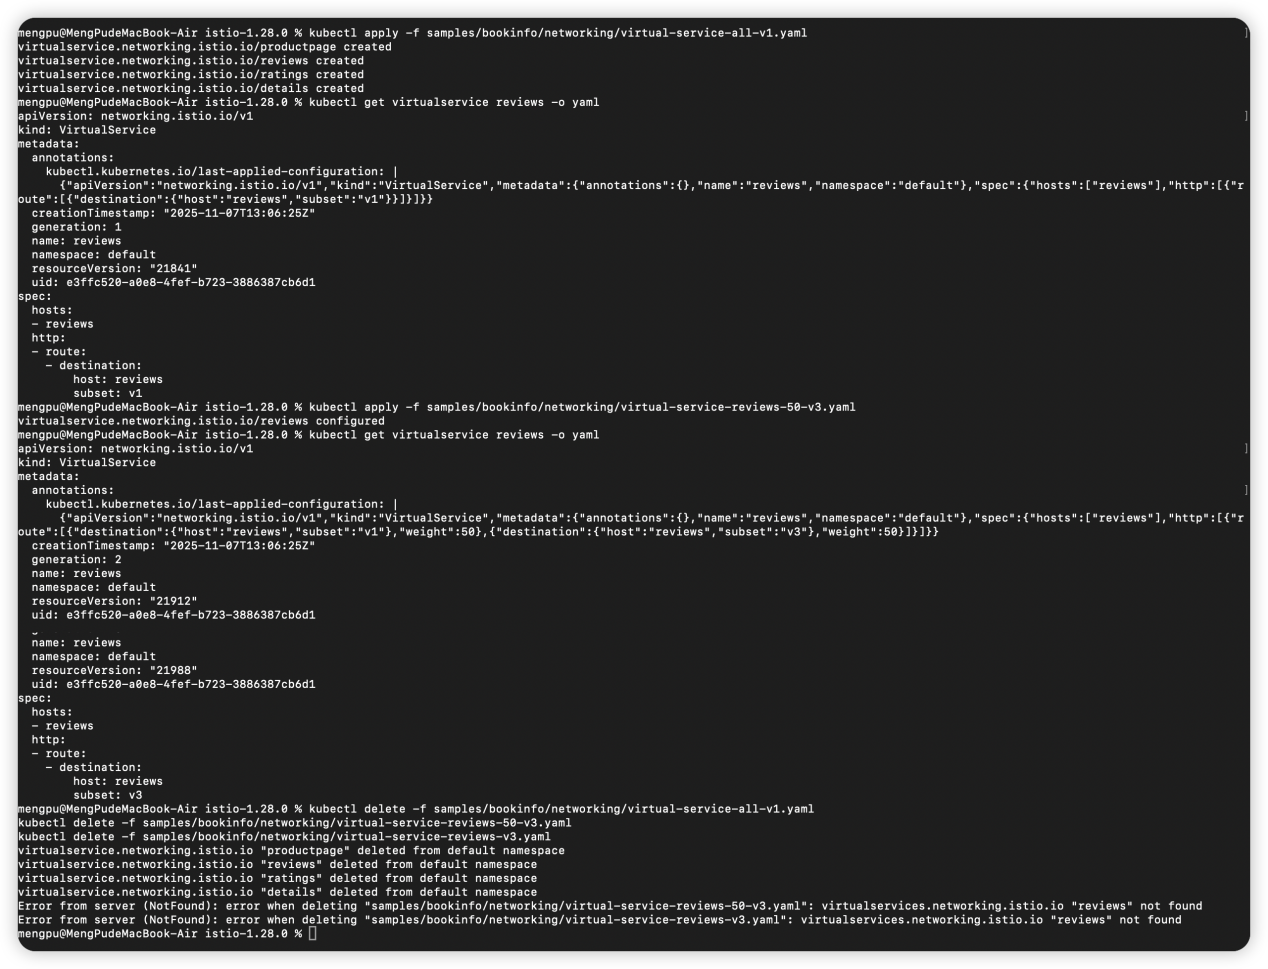 mengpu@MengPudeMacBook-Air istio-1.28.0 % kubectl apply -f samples/bookinfo/networking/virtual-service-all-v1.yaml
virtualservice.networking.istio.io/productpage created
virtualservice.networking.istio.io/reviews created
virtualservice.networking.istio.io/ratings created
virtualservice.networking.istio.io/details created
mengpu@MengPudeMacBook-Air istio-1.28.0 % kubectl get virtualservice reviews -o yaml
apiVersion: networking.istio.io/v1
kind: VirtualService
metadata:
  annotations:
    kubectl.kubernetes.io/last-applied-configuration: |
      {"apiVersion":"networking.istio.io/v1","kind":"VirtualService","metadata":{"annotations":{},"name":"reviews","namespace":"default"},"spec":{"hosts":["reviews"],"http":[{"r
oute":[{"destination":{"host":"reviews","subset":"v1"}}]}]}}
  creationTimestamp: "2025-11-07T13:06:25Z"
  generation: 1
  name: reviews
  namespace: default
  resourceVersion: "21841"
  uid: e3ffc520-a0e8-4fef-b723-3886387cb6d1
spec:
  hosts:
  - reviews
  http:
  - route:
    - destination:
        host: reviews
        subset: v1
mengpu@MengPudeMacBook-Air istio-1.28.0 % kubectl apply -f samples/bookinfo/networking/virtual-service-reviews-50-v3.yaml
virtualservice.networking.istio.io/reviews configured
mengpu@MengPudeMacBook-Air istio-1.28.0 % kubectl get virtualservice reviews -o yaml
apiVersion: networking.istio.io/v1
kind: VirtualService
metadata:
  annotations:
    kubectl.kubernetes.io/last-applied-configuration: |
      {"apiVersion":"networking.istio.io/v1","kind":"VirtualService","metadata":{"annotations":{},"name":"reviews","namespace":"default"},"spec":{"hosts":["reviews"],"http":[{"r
oute":[{"destination":{"host":"reviews","subset":"v1"},"weight":50},{"destination":{"host":"reviews","subset":"v3"},"weight":50}]}]}}
  creationTimestamp: "2025-11-07T13:06:25Z"
  generation: 2
  name: reviews
  namespace: default
  resourceVersion: "21912"
  uid: e3ffc520-a0e8-4fef-b723-3886387cb6d1
  name: reviews
  namespace: default
  resourceVersion: "21988"
  uid: e3ffc520-a0e8-4fef-b723-3886387cb6d1
spec:
  hosts:
  - reviews
  http:
  - route:
    - destination:
        host: reviews
        subset: v3
mengpu@MengPudeMacBook-Air istio-1.28.0 % kubectl delete -f samples/bookinfo/networking/virtual-service-all-v1.yaml
kubectl delete -f samples/bookinfo/networking/virtual-service-reviews-50-v3.yaml
kubectl delete -f samples/bookinfo/networking/virtual-service-reviews-v3.yaml
virtualservice.networking.istio.io "productpage" deleted from default namespace
virtualservice.networking.istio.io "reviews" deleted from default namespace
virtualservice.networking.istio.io "ratings" deleted from default namespace
virtualservice.networking.istio.io "details" deleted from default namespace
Error from server (NotFound): error when deleting "samples/bookinfo/networking/virtual-service-reviews-50-v3.yaml": virtualservices.networking.istio.io "reviews" not found
Error from server (NotFound): error when deleting "samples/bookinfo/networking/virtual-service-reviews-v3.yaml": virtualservices.networking.istio.io "reviews" not found
mengpu@MengPudeMacBook-Air istio-1.28.0 %